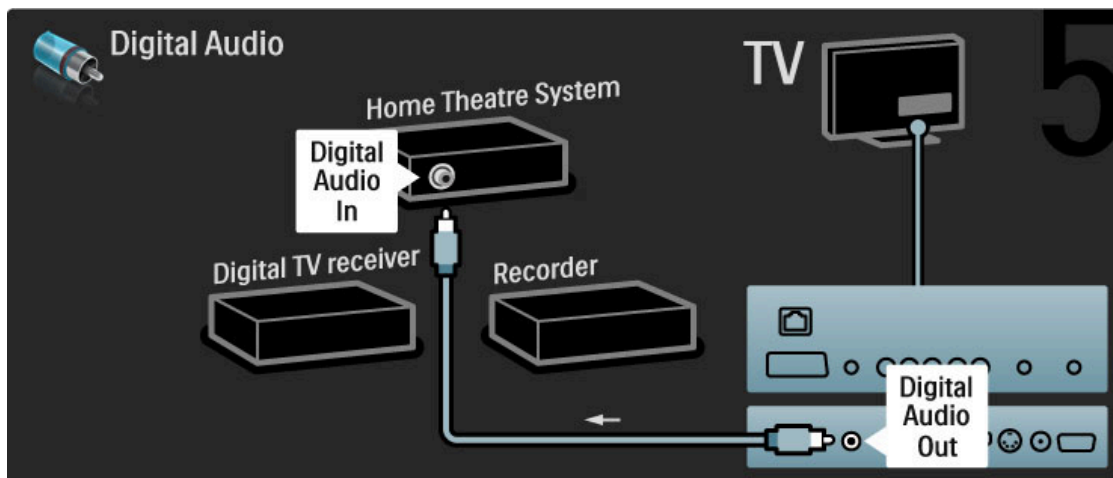 Digital Audio
TV
5
Home Theatre System
Digital
Audio
In
Digital TV receiver
Recorder
Digital
Audio
Out